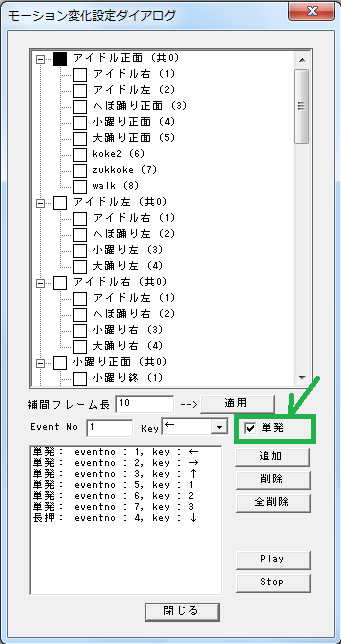 モーション変化設定ダイアログ
アイドル正面 (共0)
アイドル右 (1)
アイドル左 (2)
へぼ踊り正面 (3)
小躍り正面 (4)
大踊り正面 (5)
koke2 (6)
zukkoke (7)
walk (8)
アイドル左 (共0)
アイドル右 (1)
へぼ踊り左 (2)
小躍り左 (3)
大踊り左 (4)
アイドル右 (共0)
アイドル左 (1)
へぼ踊り右 (2)
小躍り右 (3)
大踊り右 (4)
小躍り正面 (共0)
小躍り終 (1)
補間フレーム長 10 --> 適用
Event No 1 Key ← 単発
単発 : eventno : 1, key : ←
単発 : eventno : 2, key : →
単発 : eventno : 3, key : ↑
単発 : eventno : 5, key : 1
単発 : eventno : 6, key : 2
単発 : eventno : 7, key : 3
長押 : eventno : 4, key : ↓
追加
削除
全削除
Play
Stop
閉じる